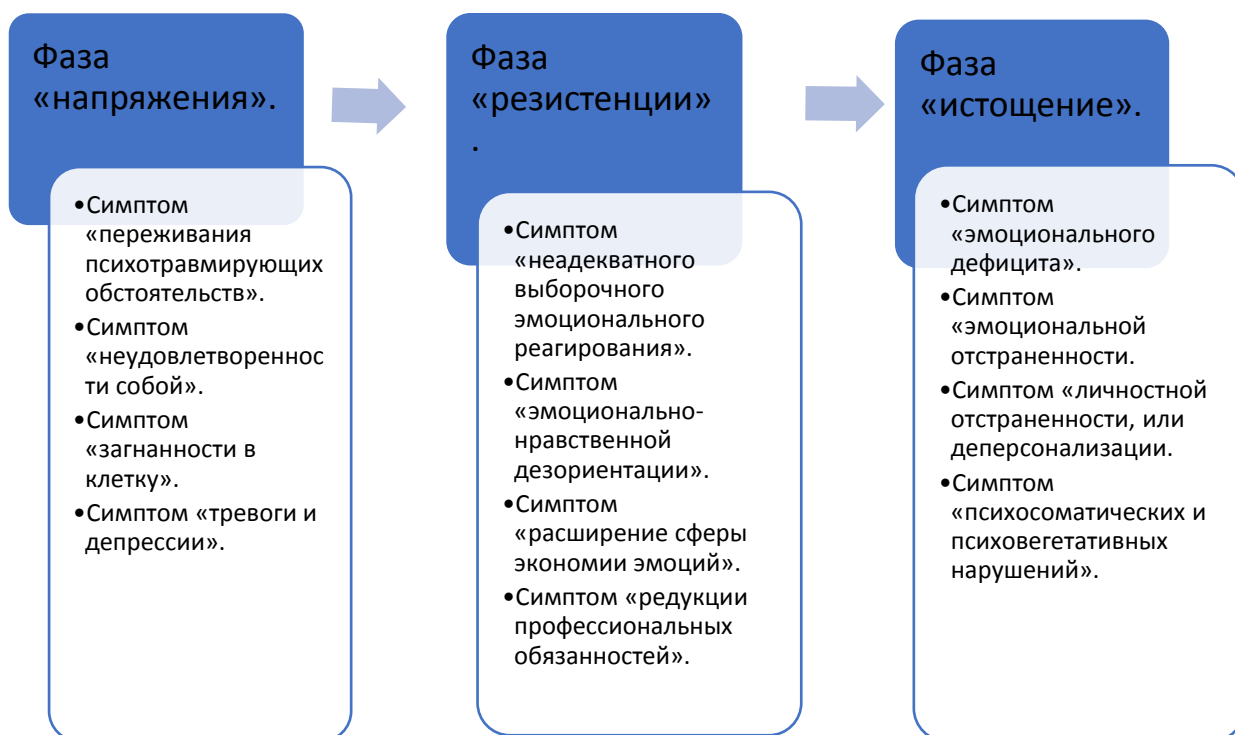 Фаза
«напряжения».
•Симптом
«переживания
психотравмирующих
обстоятельств».
•Симптом
«неудовлетвореннос
ти собой».
•Симптом
«загнанности в
клетку».
•Симптом «тревоги и
депрессии».
Фаза
«резистенции»
.
•Симптом
«неадекватного
выборочного
эмоционального
реагирования».
•Симптом
«эмоционально-
нравственной
дезориентации».
•Симптом
«расширение сферы
экономии эмоций».
•Симптом «редукции
профессиональных
обязанностей».
Фаза
«истощение».
•Симптом
«эмоционального
дефицита».
•Симптом
«эмоциональной
отстраненности.
•Симптом «личностной
отстраненности, или
деперсонализации.
•Симптом
«психосоматических и
психовегетативных
нарушений».